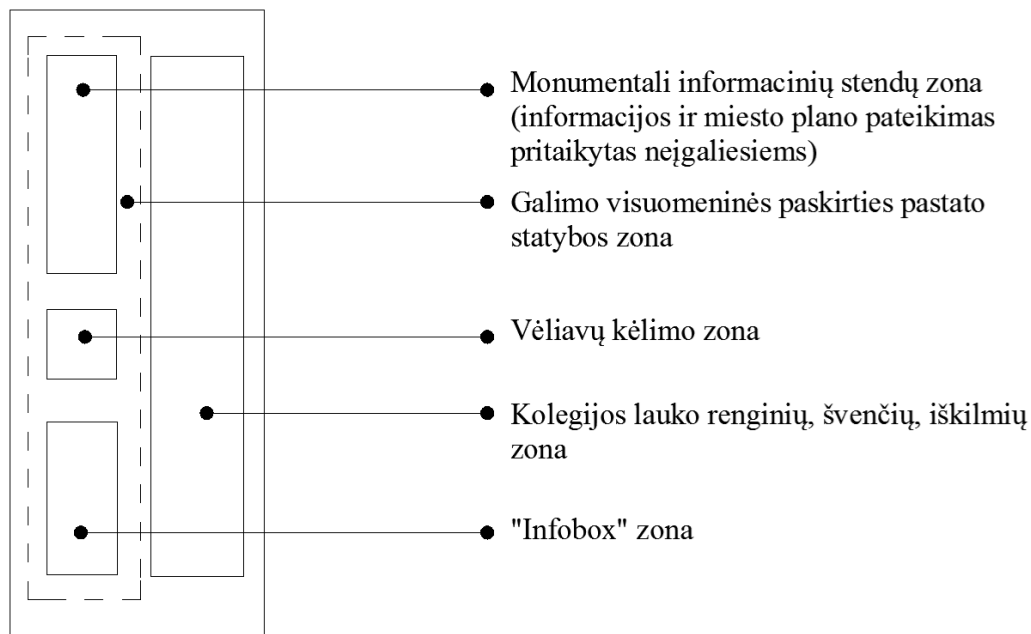 Monumentali informacinių stendų zona
(informacijos ir miesto plano pateikimas
pritaikytas neįgaliesiems)
Galimo visuomeninės paskirties pastato
statybos zona
Vėliavų kėlimo zona
Kolegijos lauko renginių, švenčių, iškilmių
zona
"Infobox" zona